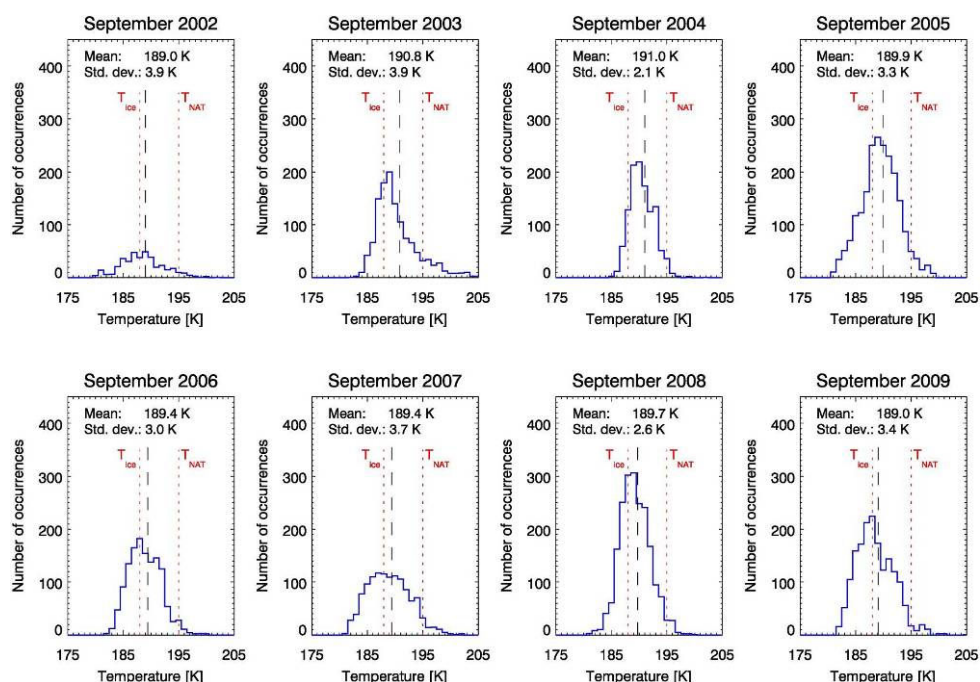 September 2002
Mean: 189.0 K
Std. dev.: 3.9 K
T ice T NAT
Number of occurrences
400
300
200
100
0
175 185 195 205
Temperature [K]
September 2003
Mean: 190.8 K
Std. dev.: 3.9 K
T ice T NAT
Number of occurrences
400
300
200
100
0
175 185 195 205
Temperature [K]
September 2004
Mean: 191.0 K
Std. dev.: 2.1 K
T ice T NAT
Number of occurrences
400
300
200
100
0
175 185 195 205
Temperature [K]
September 2005
Mean: 189.9 K
Std. dev.: 3.3 K
T ice T NAT
Number of occurrences
400
300
200
100
0
175 185 195 205
Temperature [K]
September 2006
Mean: 189.4 K
Std. dev.: 3.0 K
T ice T NAT
Number of occurrences
400
300
200
100
0
175 185 195 205
Temperature [K]
September 2007
Mean: 189.4 K
Std. dev.: 3.7 K
T ice T NAT
Number of occurrences
400
300
200
100
0
175 185 195 205
Temperature [K]
September 2008
Mean: 189.7 K
Std. dev.: 2.6 K
T ice T NAT
Number of occurrences
400
300
200
100
0
175 185 195 205
Temperature [K]
September 2009
Mean: 189.0 K
Std. dev.: 3.4 K
T ice T NAT
Number of occurrences
400
300
200
100
0
175 185 195 205
Temperature [K]